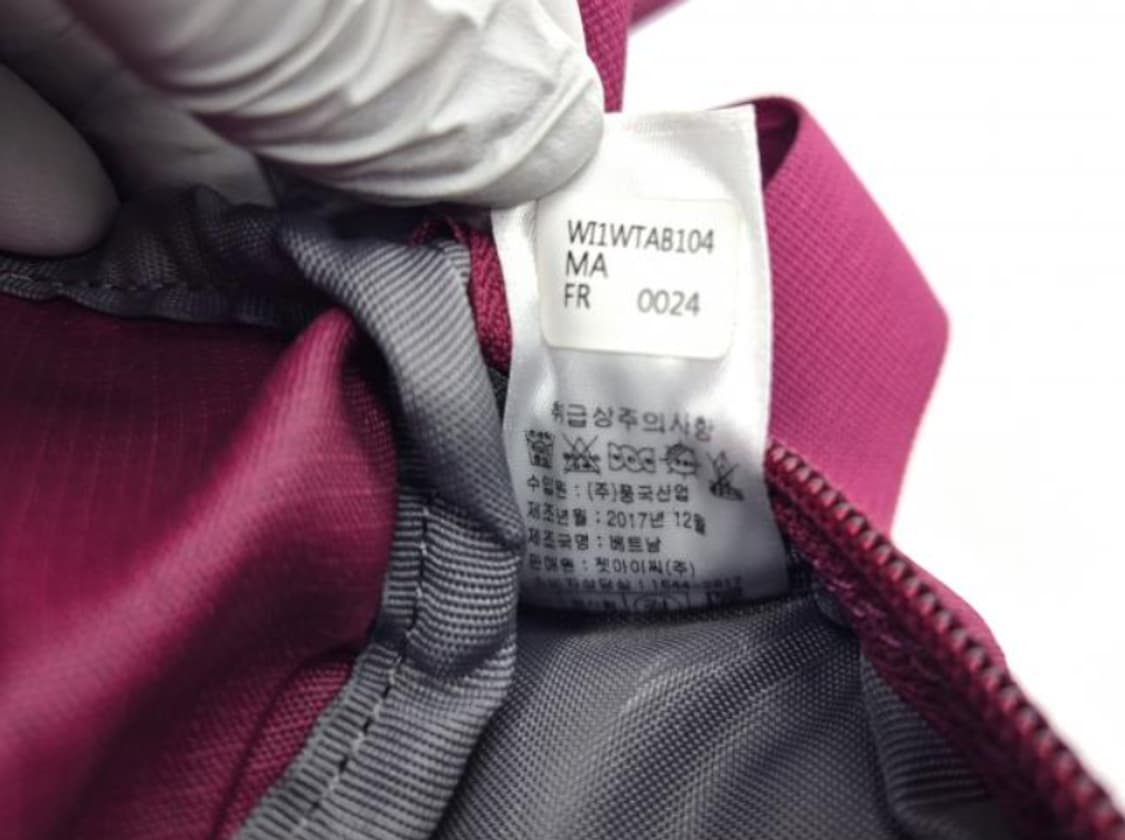 WI1WTAB104
MA
FR 0024
취급상주의사항
수입원 : (주)풍국산업
제조년월 : 2017년 12월
제조국명 : 베트남
판매원 : 젯아이씨(주)